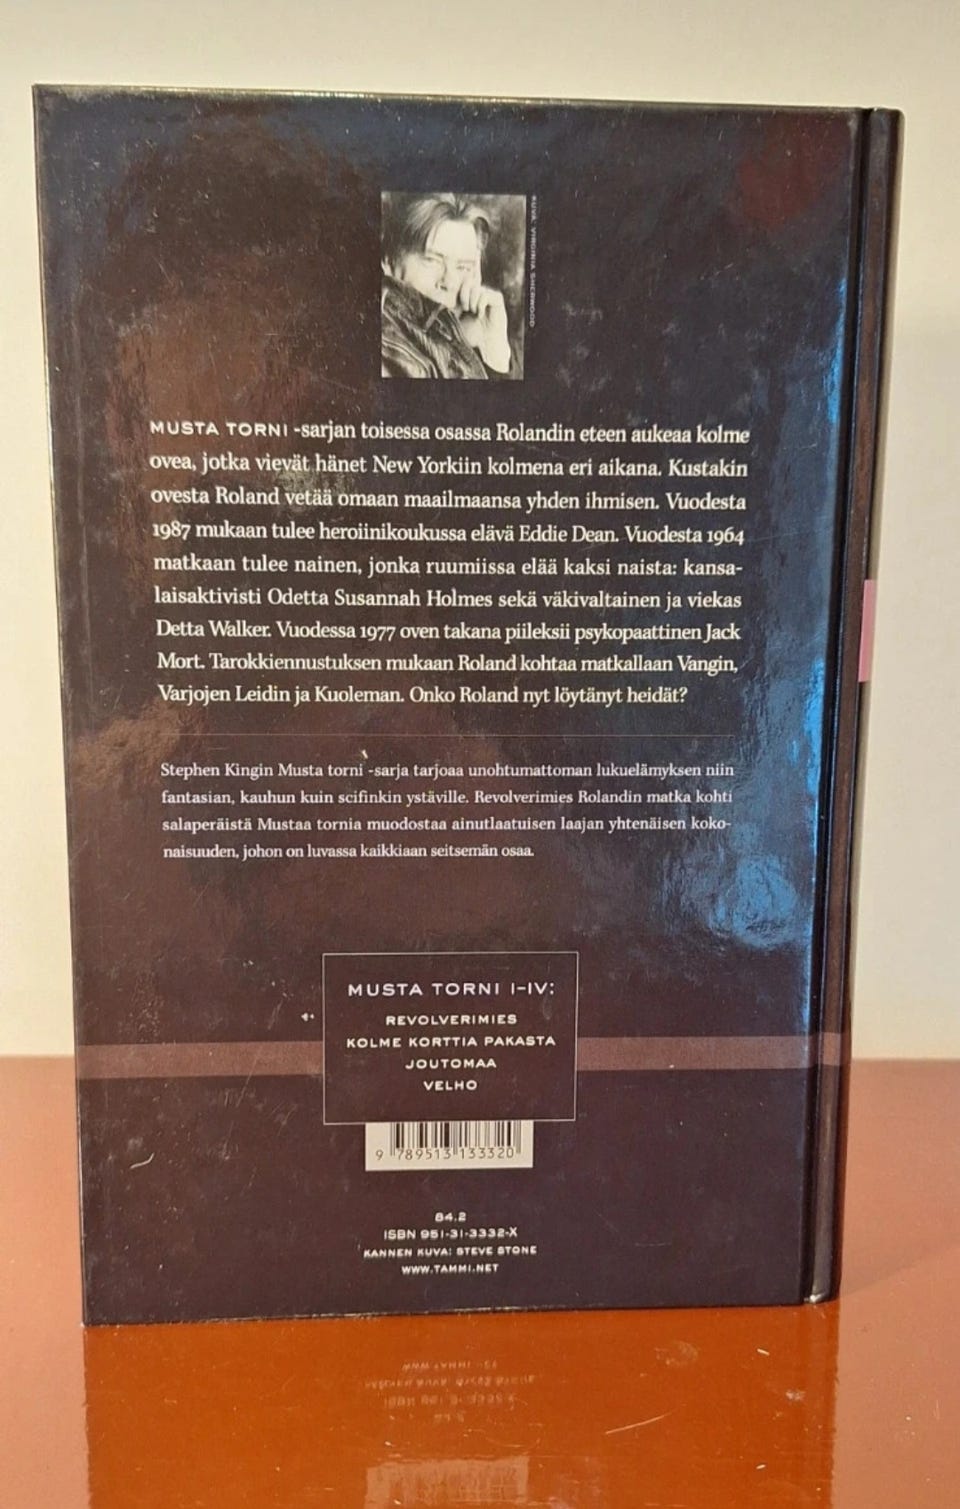 KUVA: VIRGINIA SHERWOOD
MUSTA TORNI -sarjan toisessa osassa Rolandin eteen aukeaa kolme
ovea, jotka vievät hänet New Yorkiin kolmena eri aikana. Kustakin
ovesta Roland vetää omaan maailmaansa yhden ihmisen. Vuodesta
1987 mukaan tulee heroiinikoukussa elävä Eddie Dean. Vuodesta 1964
matkaan tulee nainen, jonka ruumiissa elää kaksi naista: kansa-
laisaktivisti Odetta Susannah Holmes sekä väkivaltainen ja viekas
Detta Walker. Vuodessa 1977 oven takana piileksii psykopaattinen Jack
Mort. Tarokkiennustuksen mukaan Roland kohtaa matkallaan Vangin,
Varjojen Leidin ja Kuoleman. Onko Roland nyt löytänyt heidät?
Stephen Kingin Musta torni -sarja tarjoaa unohtumattoman lukuelämyksen niin
fantasian, kauhun kuin scifinkin ystäville. Revolverimies Rolandin matka kohti
salaperäistä Mustaa tornia muodostaa ainutlaatuisen laajan yhtenäisen koko-
naisuuden, johon on luvassa kaikkiaan seitsemän osaa.
MUSTA TORNI I-IV:
REVOLVERIMIES
KOLME KORTTIA PAKASTA
JOUTOMAA
VELHO
9 789513 133320
84.2
ISBN 951-31-3332-X
KANNEN KUVA: STEVE STONE
WWW.TAMMI.NET